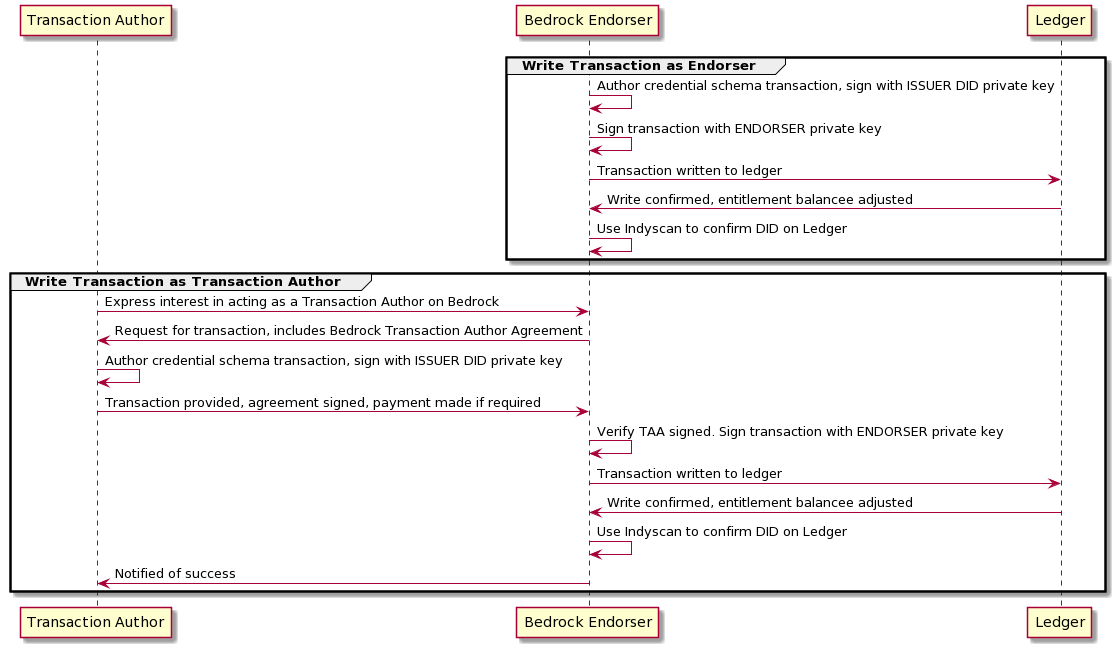 Transaction Author
Bedrock Endorser
Ledger
Write Transaction as Endorser
Author credential schema transaction, sign with ISSUER DID private key
Sign transaction with ENDORSER private key
Transaction written to ledger
Write confirmed, entitlement balancee adjusted
Use Indyscan to confirm DID on Ledger
Write Transaction as Transaction Author
Express interest in acting as a Transaction Author on Bedrock
Request for transaction, includes Bedrock Transaction Author Agreement
Author credential schema transaction, sign with ISSUER DID private key
Transaction provided, agreement signed, payment made if required
Verify TAA signed. Sign transaction with ENDORSER private key
Transaction written to ledger
Write confirmed, entitlement balancee adjusted
Use Indyscan to confirm DID on Ledger
Notified of success
Transaction Author
Bedrock Endorser
Ledger